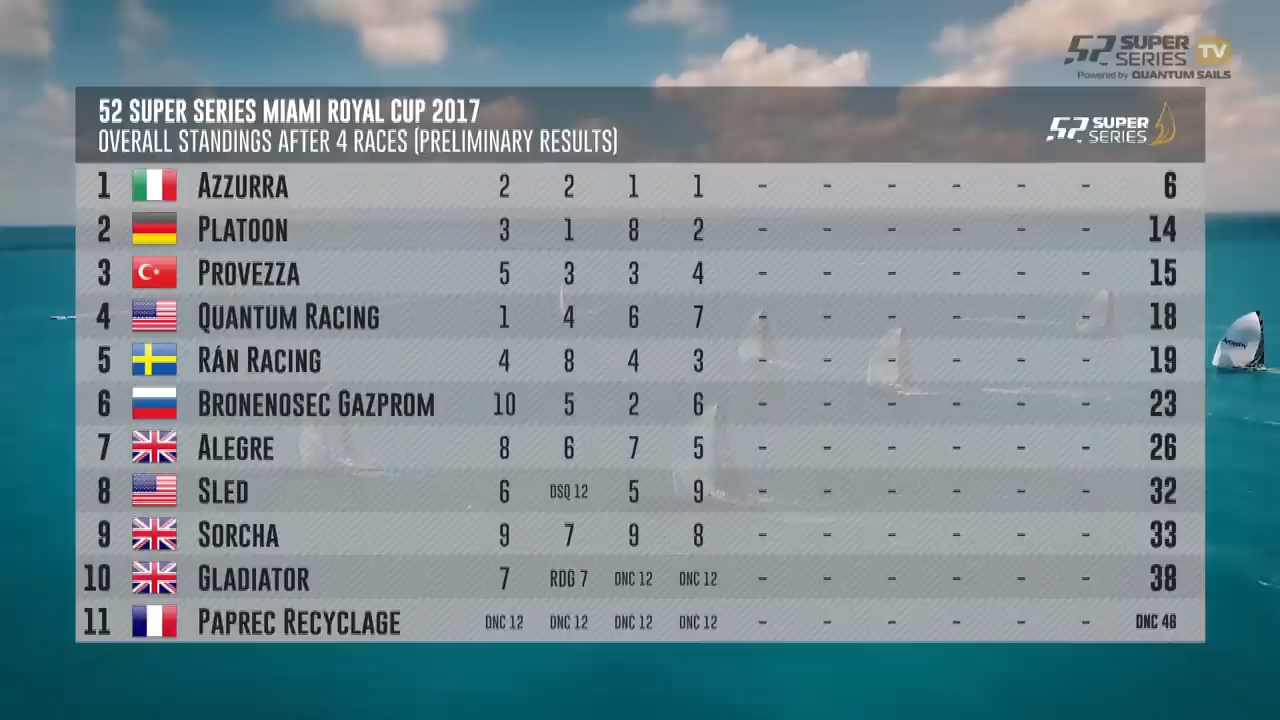 52 SUPER SERIES TV
Powered by QUANTUM SAILS
52 SUPER SERIES MIAMI ROYAL CUP 2017
OVERALL STANDINGS AFTER 4 RACES (PRELIMINARY RESULTS)
52 SUPER SERIES
1 AZZURRA 2 2 1 1 - - - - - - 6
2 PLATOON 3 1 8 2 - - - - - - 14
3 PROVEZZA 5 3 3 4 - - - - - - 15
4 QUANTUM RACING 1 4 6 7 - - - - - - 18
5 RÁN RACING 4 8 4 3 - - - - - - 19
6 BRONENOSEC GAZPROM 10 5 2 6 - - - - - - 23
7 ALEGRE 8 6 7 5 - - - - - - 26
8 SLED 6 DSQ 12 5 9 - - - - - - 32
9 SORCHA 9 7 9 8 - - - - - - 33
10 GLADIATOR 7 RDG 7 DNC 12 DNC 12 - - - - - - 38
11 PAPREC RECYCLAGE DNC 12 DNC 12 DNC 12 DNC 12 - - - - - - DNC 48